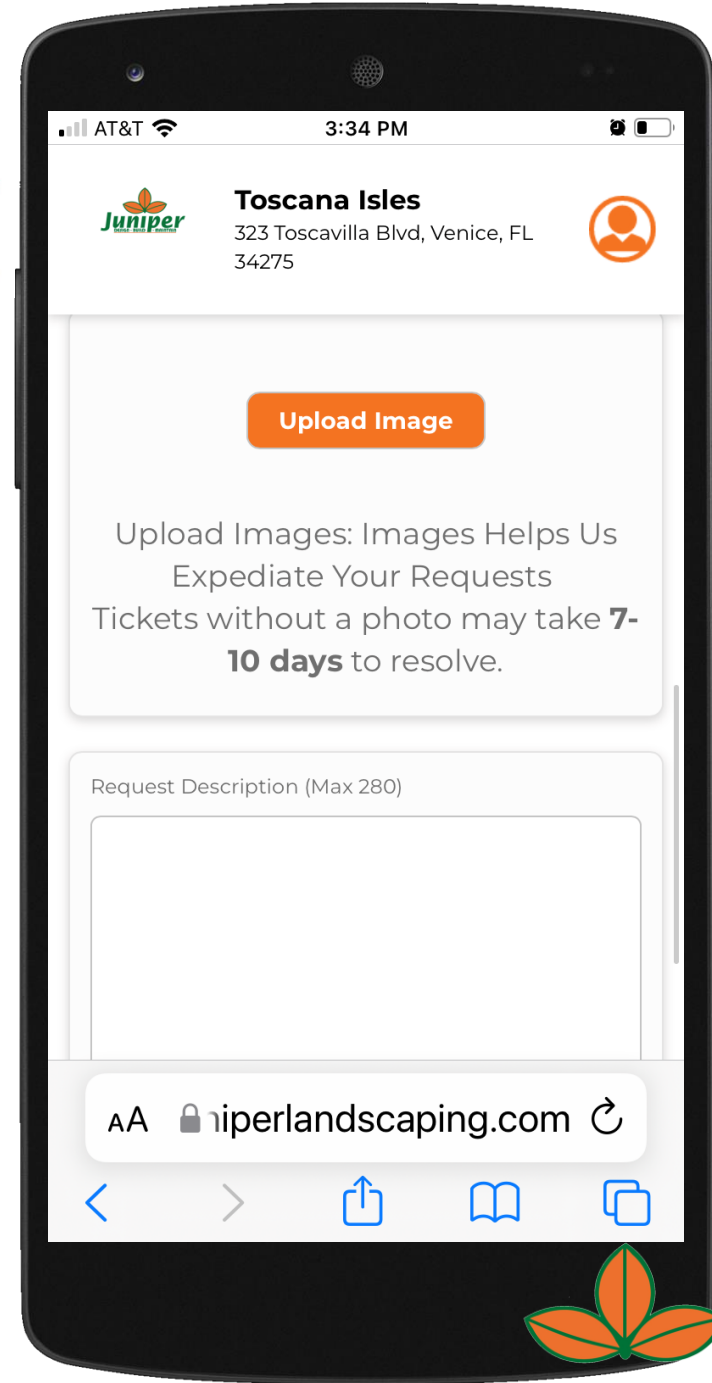 AT&T
3:34 PM
Juniper
Toscana Isles
323 Toscavilla Blvd, Venice, FL
34275
Upload Image
Upload Images: Images Helps Us
Expediate Your Requests
Tickets without a photo may take 7-
10 days to resolve.
Request Description (Max 280)
AA
niperlandscaping.com